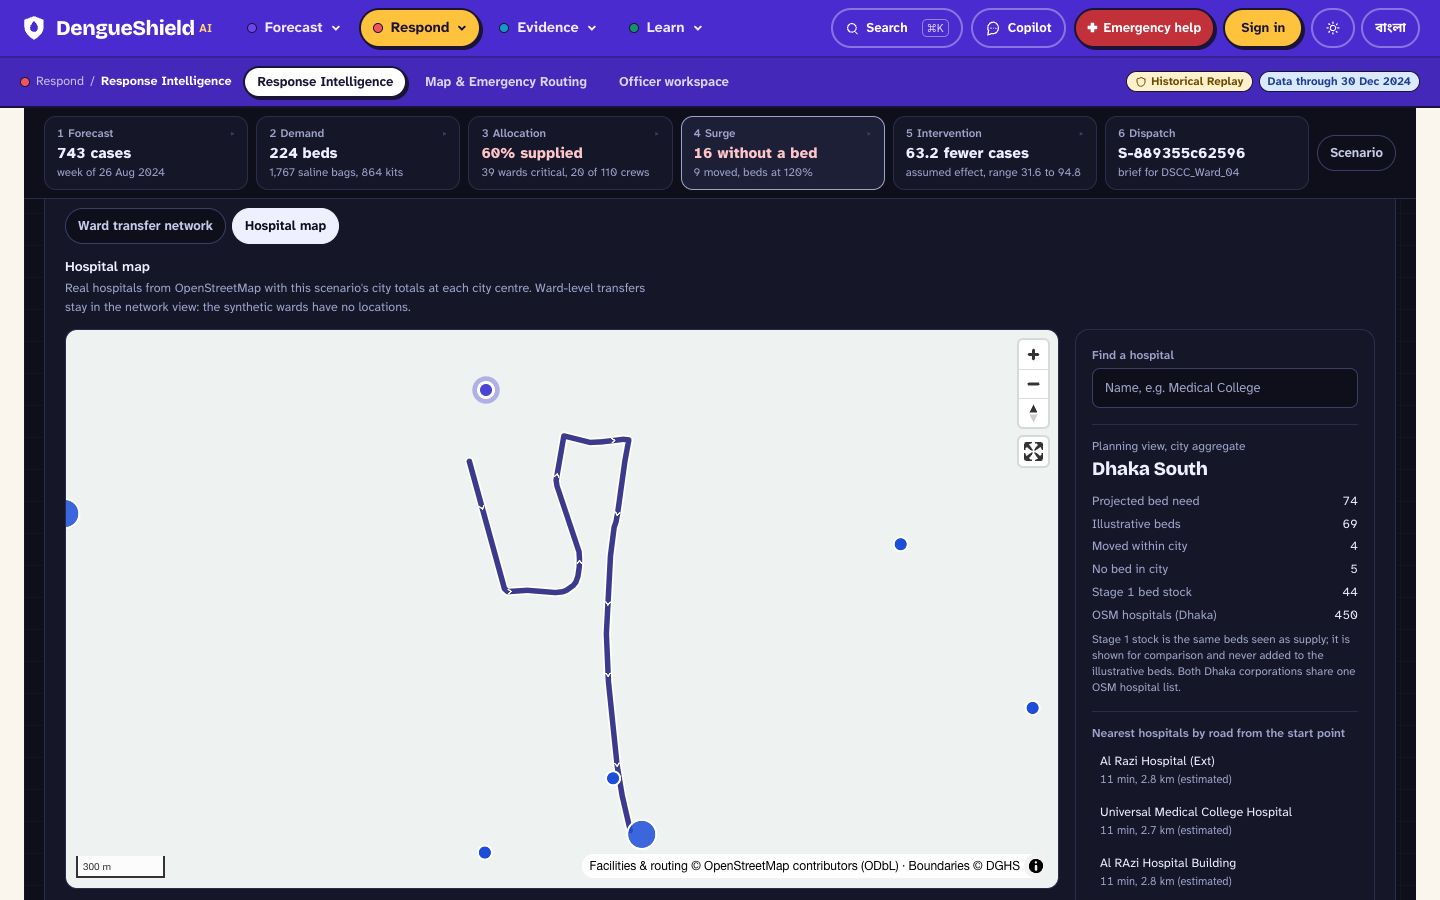 DengueShield AI
Forecast
Respond
Evidence
Learn
Search ⌘K
Copilot
Emergency help
Sign in
বাংলা
Respond / Response Intelligence
Response Intelligence
Map & Emergency Routing
Officer workspace
Historical Replay
Data through 30 Dec 2024
1 Forecast
743 cases
week of 26 Aug 2024
2 Demand
224 beds
1,767 saline bags, 864 kits
3 Allocation
60% supplied
39 wards critical, 20 of 110 crews
4 Surge
16 without a bed
9 moved, beds at 120%
5 Intervention
63.2 fewer cases
assumed effect, range 31.6 to 94.8
6 Dispatch
S-889355c62596
brief for DSCC_Ward_04
Scenario
Ward transfer network
Hospital map
Hospital map
Real hospitals from OpenStreetMap with this scenario's city totals at each city centre. Ward-level transfers
stay in the network view: the synthetic wards have no locations.
300 m
Facilities & routing © OpenStreetMap contributors (ODbL) · Boundaries © DGHS
Find a hospital
Name, e.g. Medical College
Planning view, city aggregate
Dhaka South
Projected bed need 74
Illustrative beds 69
Moved within city 4
No bed in city 5
Stage 1 bed stock 44
OSM hospitals (Dhaka) 450
Stage 1 stock is the same beds seen as supply; it is
shown for comparison and never added to the
illustrative beds. Both Dhaka corporations share one
OSM hospital list.
Nearest hospitals by road from the start point
Al Razi Hospital (Ext)
11 min, 2.8 km (estimated)
Universal Medical College Hospital
11 min, 2.7 km (estimated)
Al RAzi Hospital Building
11 min, 2.8 km (estimated)